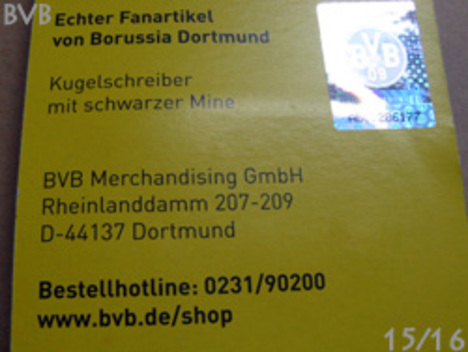 BVB
Echter Fanartikel
von Borussia Dortmund
BVB
09
Kugelschreiber
mit schwarzer Mine
BVB Merchandising GmbH
Rheinlanddamm 207-209
D-44137 Dortmund
Bestellhotline: 0231/90200
www.bvb.de/shop
15/16